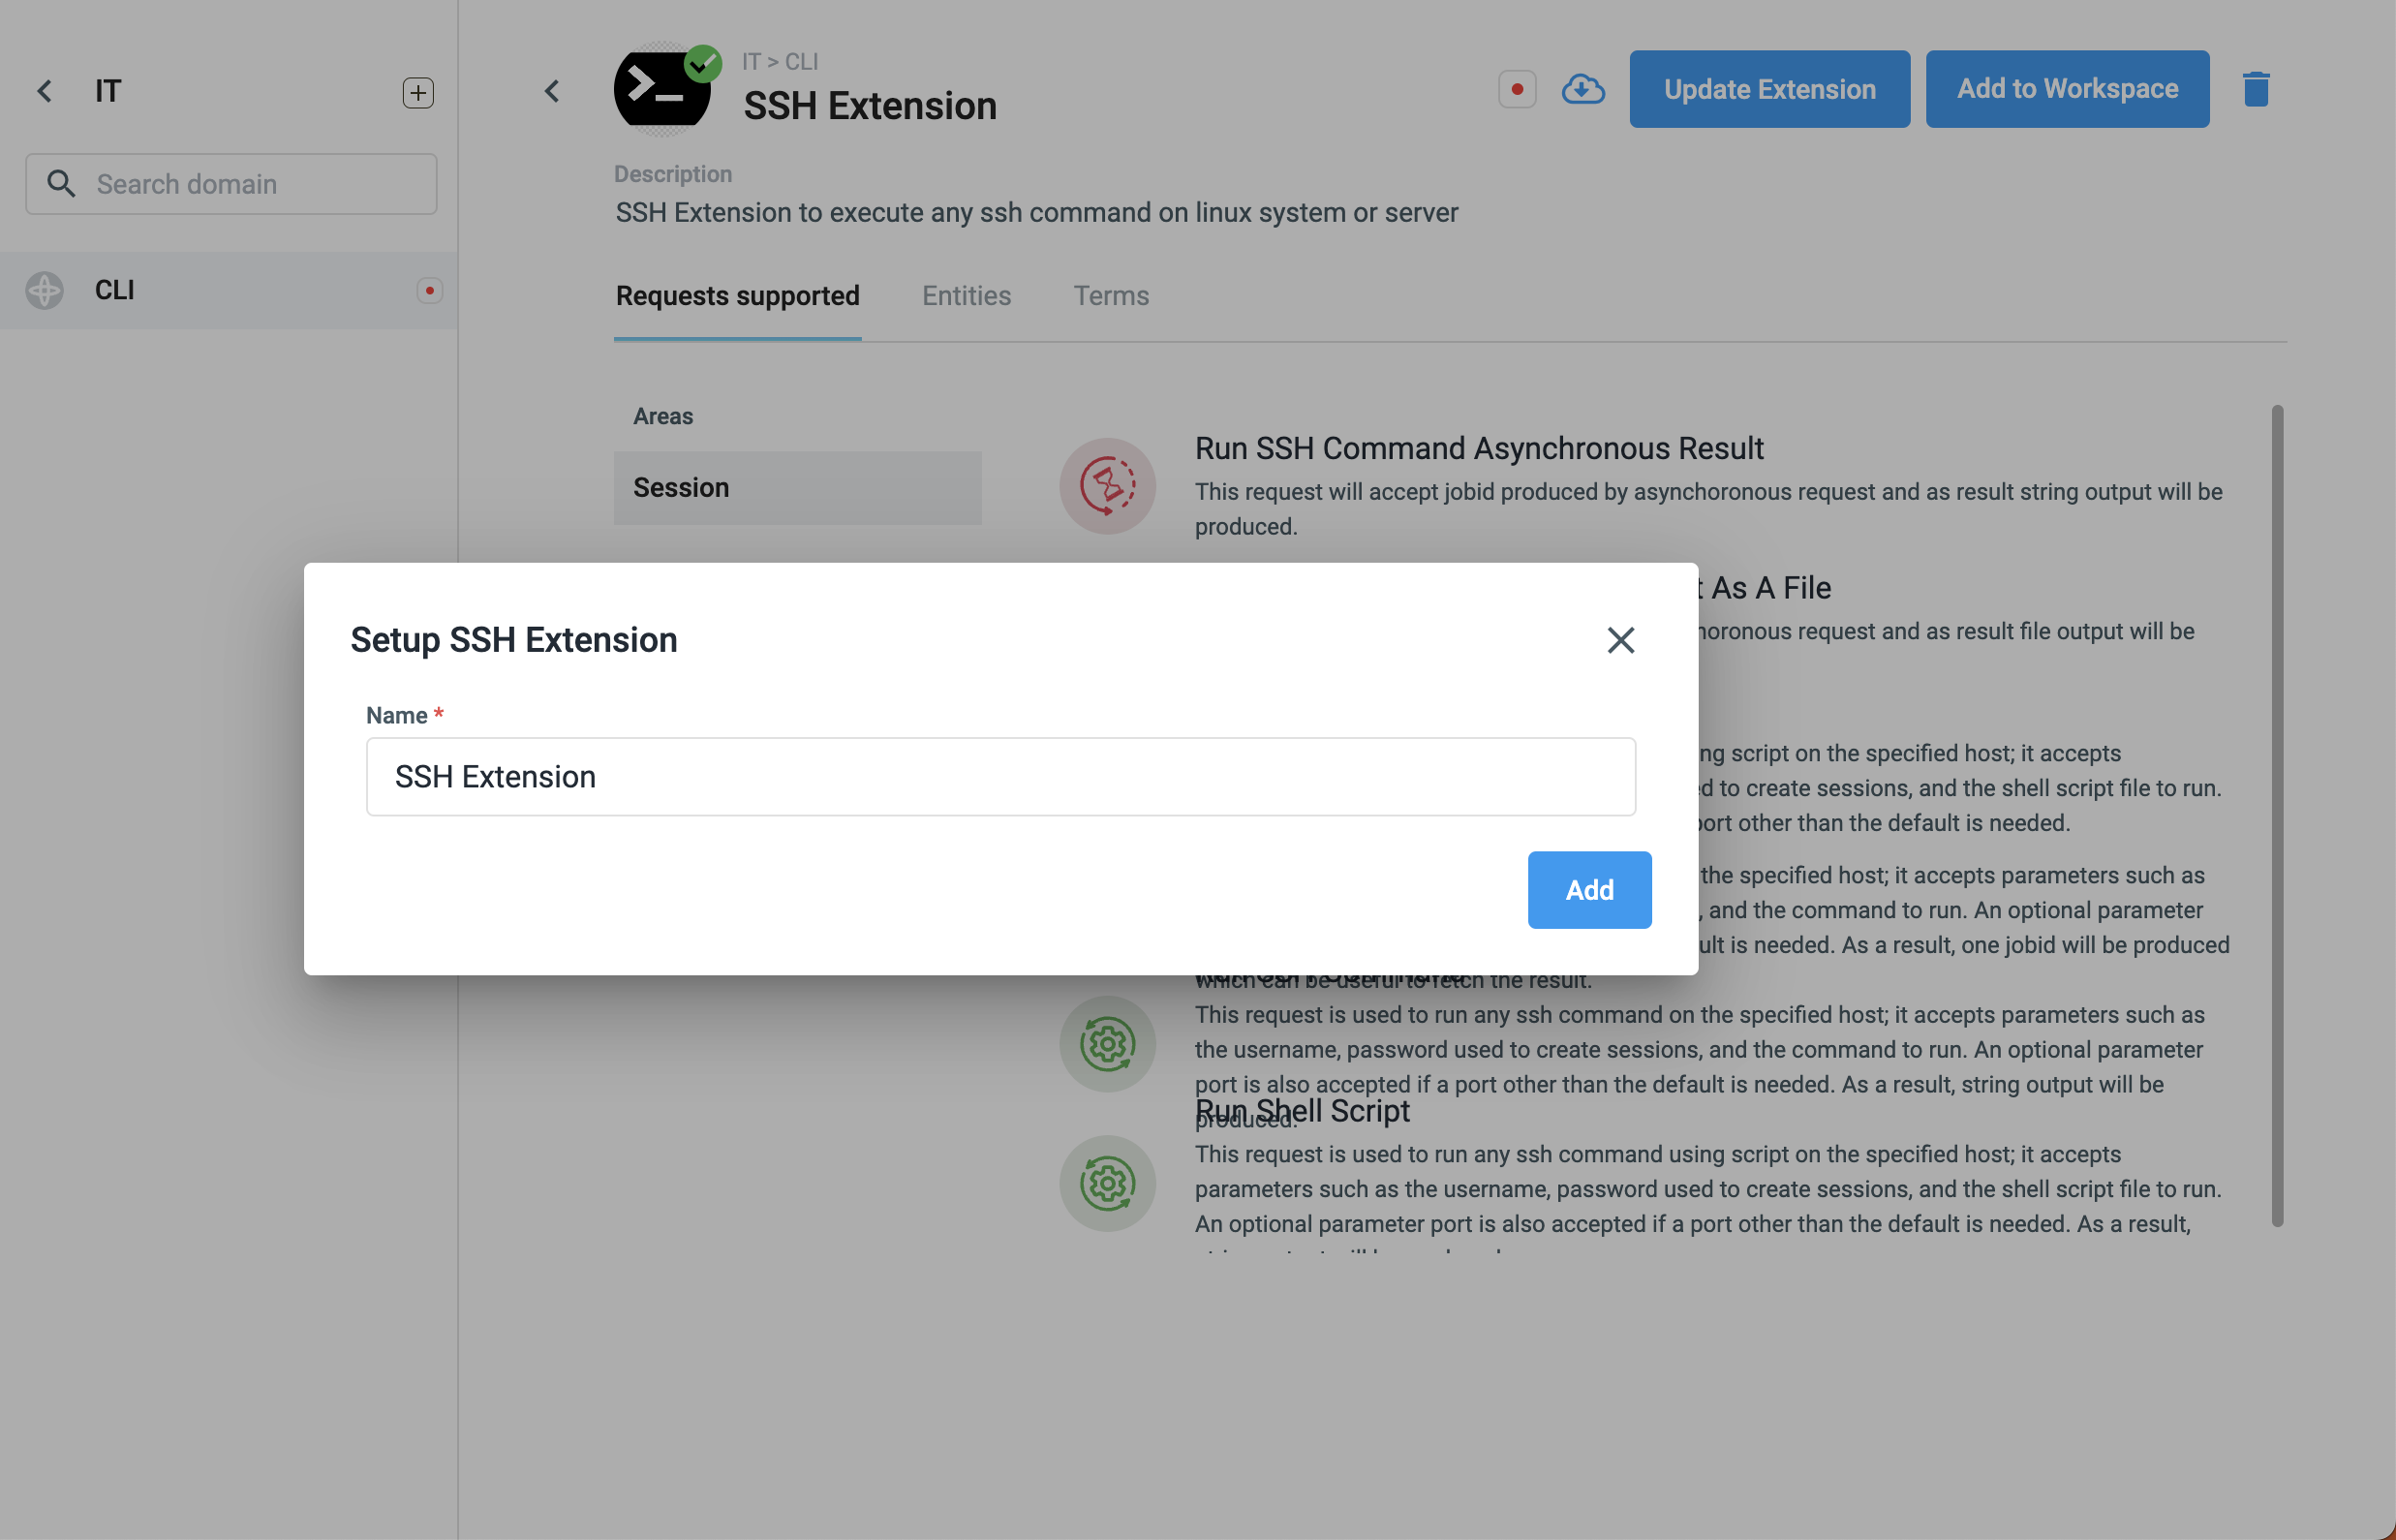 IT
Search domain
CLI
IT > CLI
SSH Extension
Update Extension
Add to Workspace
Description
SSH Extension to execute any ssh command on linux system or server
Requests supported
Entities
Terms
Areas
Session
Run SSH Command Asynchronous Result
This request will accept jobid produced by asynchoronous request and as result string output will be
produced.
As A File
request and as result file output will be
script on the specified host; it accepts
to create sessions, and the shell script file to run.
other than the default is needed.
the specified host; it accepts parameters such as
, and the command to run. An optional parameter
is needed. As a result, one jobid will be produced
Setup SSH Extension
Name *
SSH Extension
Add
which can be useful to fetch the result.
This request is used to run any ssh command on the specified host; it accepts parameters such as
the username, password used to create sessions, and the command to run. An optional parameter
port is also accepted if a port other than the default is needed. As a result, string output will be
produced.
Run Shell Script
This request is used to run any ssh command using script on the specified host; it accepts
parameters such as the username, password used to create sessions, and the shell script file to run.
An optional parameter port is also accepted if a port other than the default is needed. As a result,